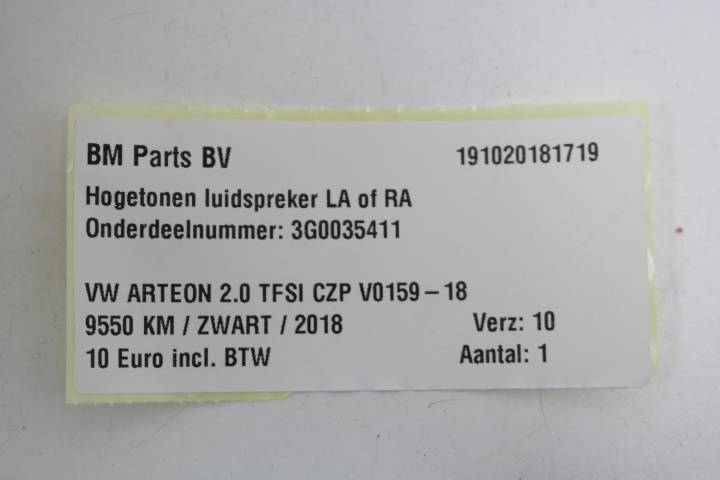 BM Parts BV 191020181719
Hogetonen luidspreker LA of RA
Onderdeelnummer: 3G0035411
VW ARTEON 2.0 TFSI CZP V0159-18
9550 KM / ZWART / 2018 Verz: 10
10 Euro incl. BTW Aantal: 1